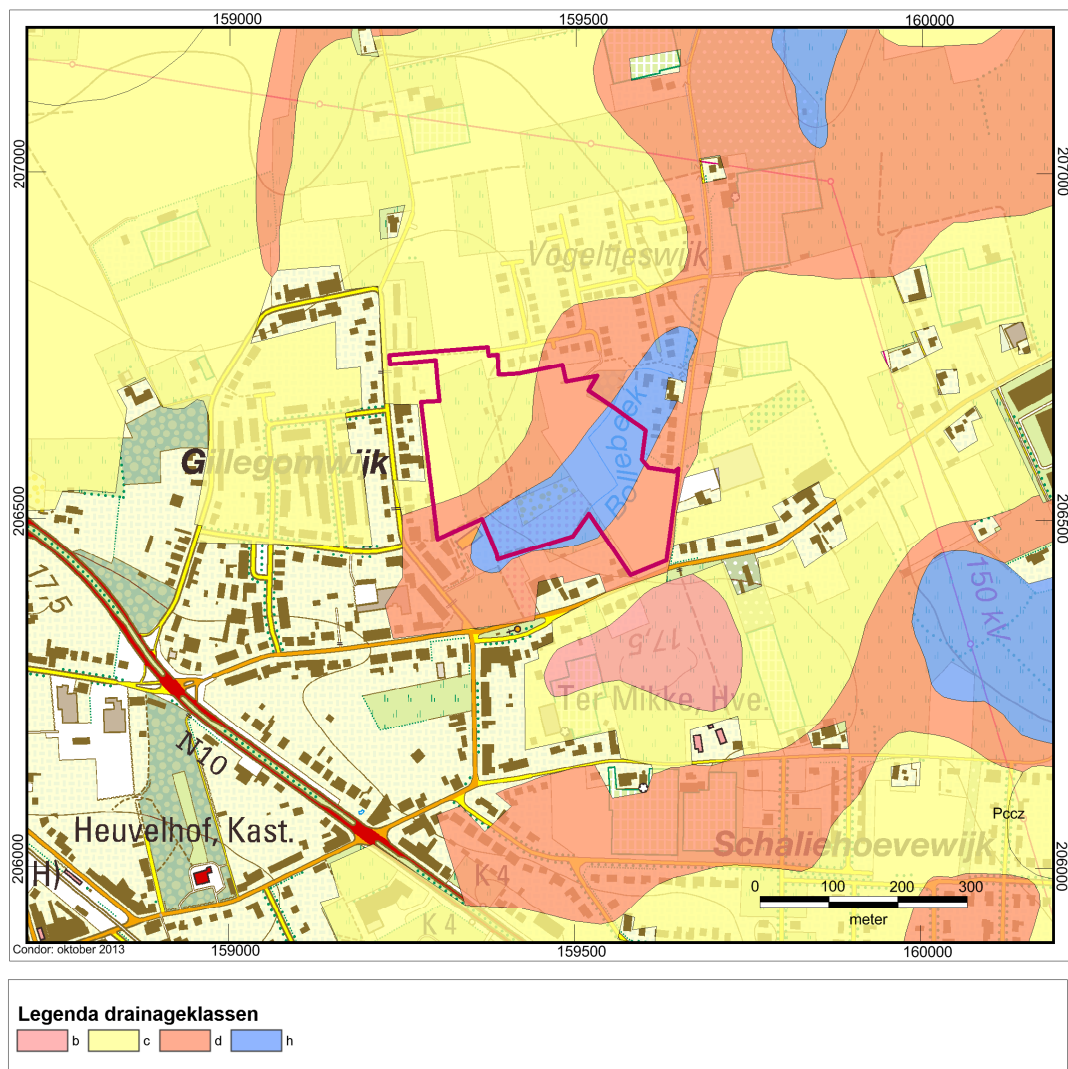 159000
159500
160000
207000
207000
Vogeltjeswijk
Gillegomwijk
Bollebeek
206500
206500
17,5
150 kV
17,5
Ter Mikke, Hve.
N10
Heuvelhof, Kast.
Pccz
Schaliehoevewijk
206000
206000
H)
K 4
K 4
0 100 200 300
meter
Condor: oktober 2013
159000
159500
160000
Legenda drainageklassen
b c d h